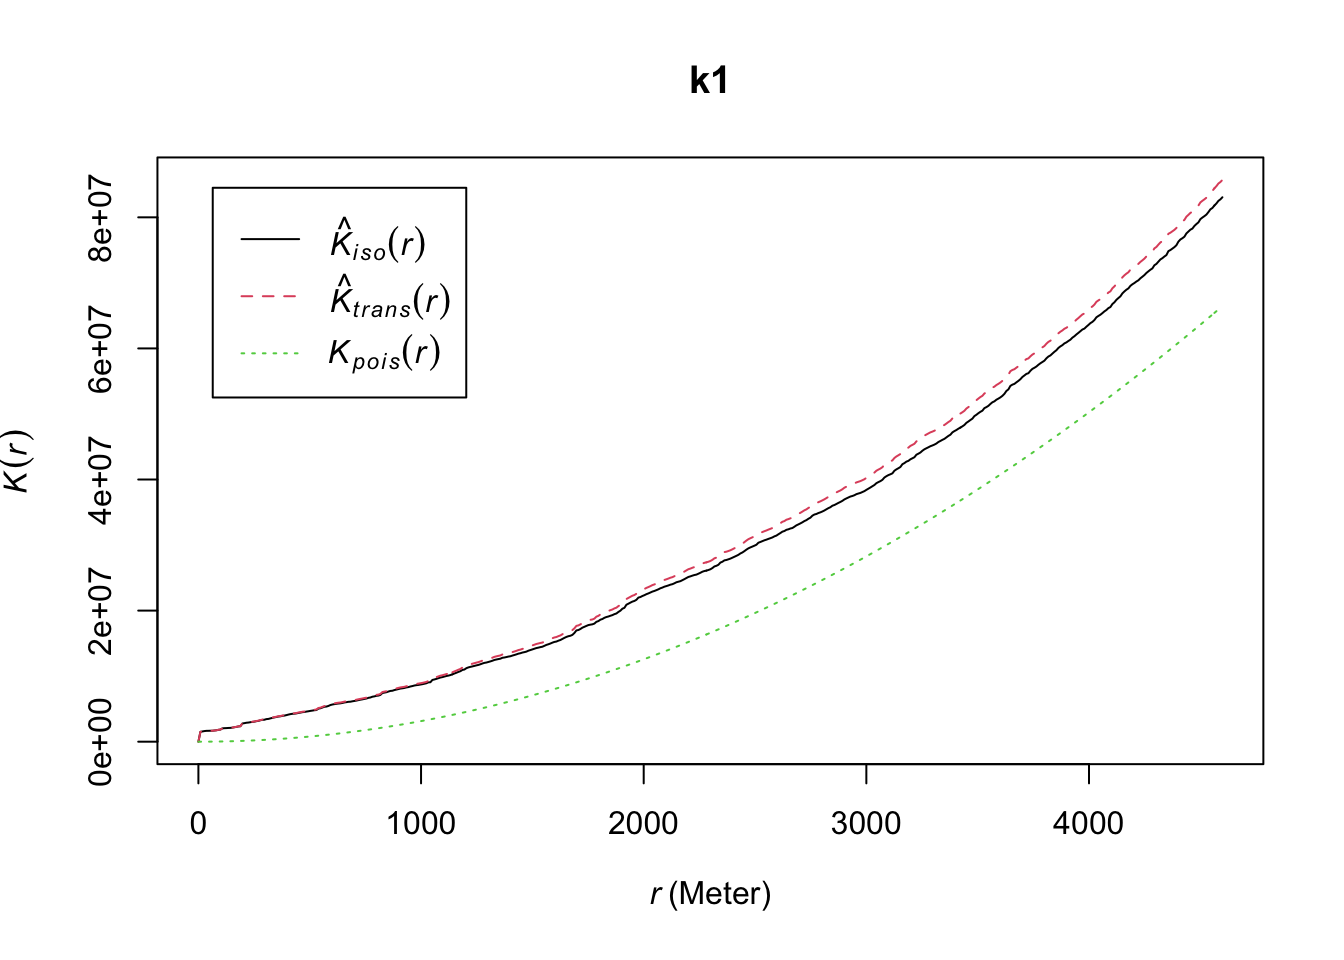 k1
K̂iso(r)
K̂trans(r)
Kpois(r)
K(r)
8e+07
6e+07
4e+07
2e+07
0e+00
0 1000 2000 3000 4000
r (Meter)